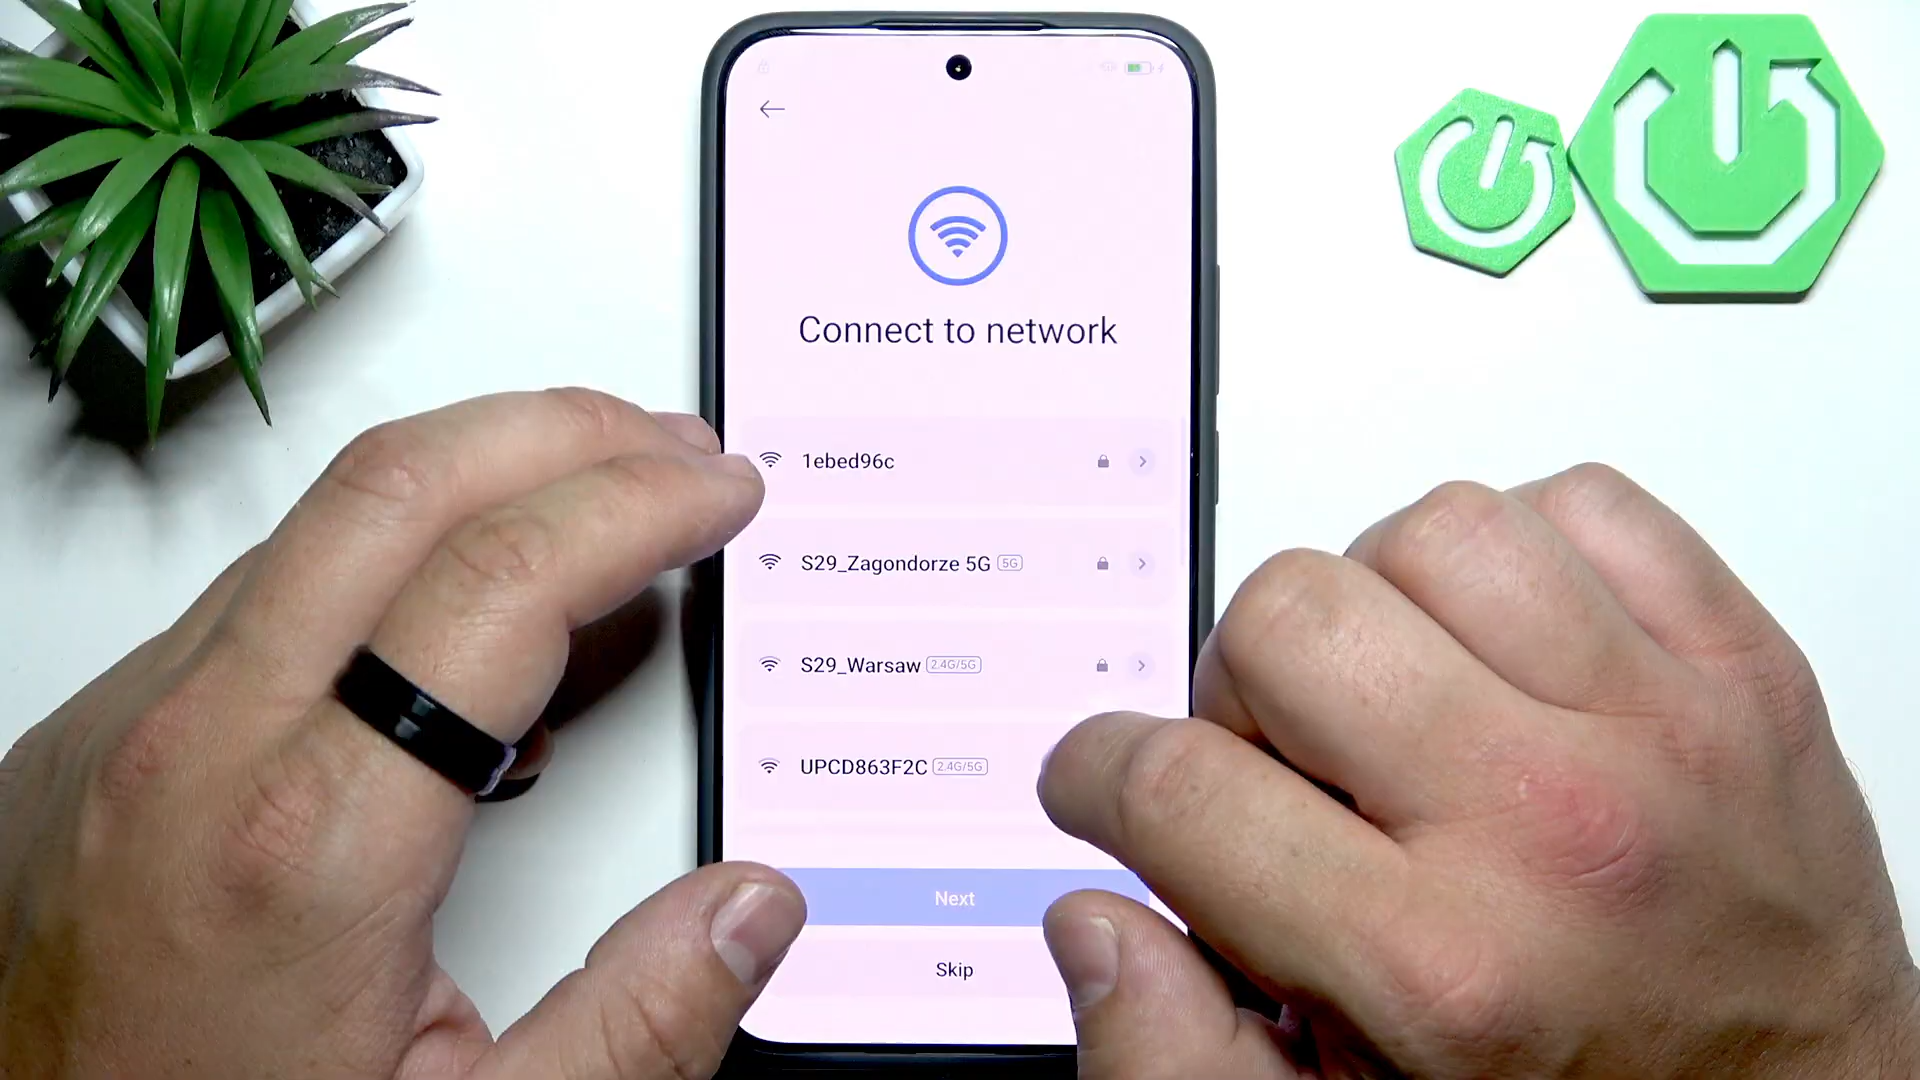 Connect to network
1ebed96c
S29_Zagondorze 5G 5G
S29_Warsaw 2.4G/5G
UPCD863F2C 2.4G/5G
Next
Skip